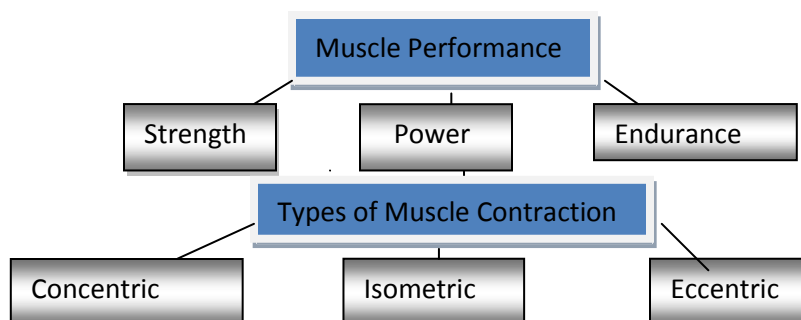 Muscle Performance
Strength
Power
Endurance
Types of Muscle Contraction
Concentric
Isometric
Eccentric